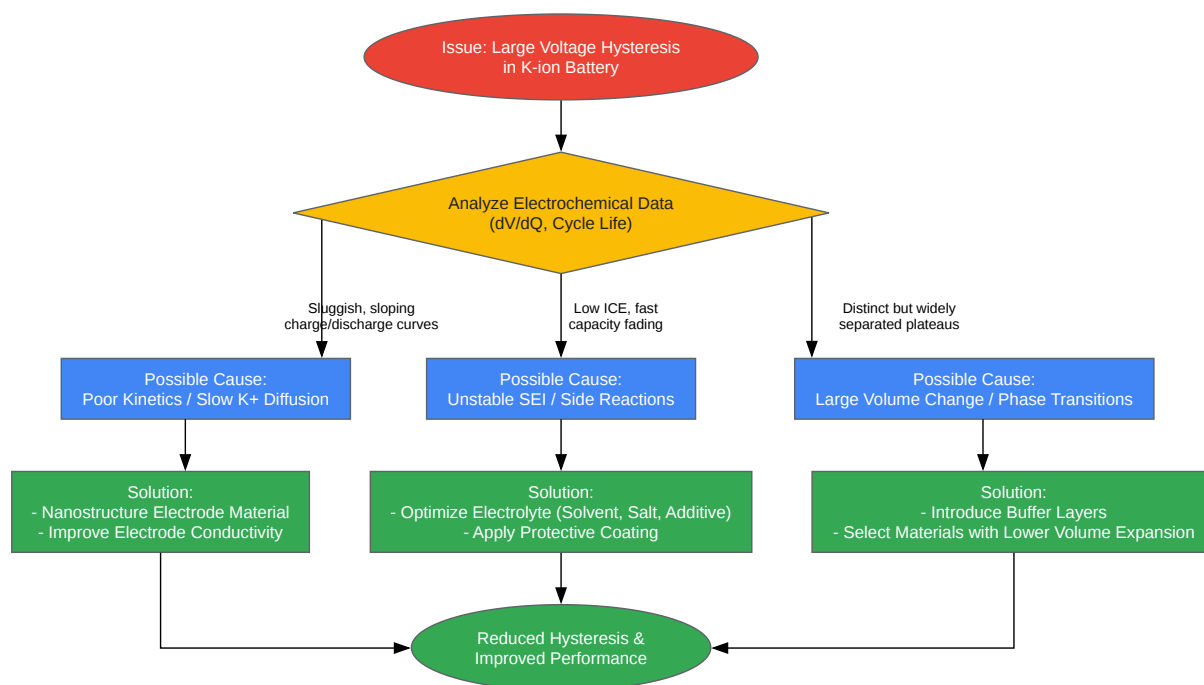 Issue: Large Voltage Hysteresis
in K-ion Battery
Analyze Electrochemical Data
(dV/dQ, Cycle Life)
Sluggish, sloping
charge/discharge curves
Low ICE, fast
capacity fading
Distinct but widely
separated plateaus
Possible Cause:
Poor Kinetics / Slow K+ Diffusion
Possible Cause:
Unstable SEI / Side Reactions
Possible Cause:
Large Volume Change / Phase Transitions
Solution:
- Nanostructure Electrode Material
- Improve Electrode Conductivity
Solution:
- Optimize Electrolyte (Solvent, Salt, Additive)
- Apply Protective Coating
Solution:
- Introduce Buffer Layers
- Select Materials with Lower Volume Expansion
Reduced Hysteresis &
Improved Performance